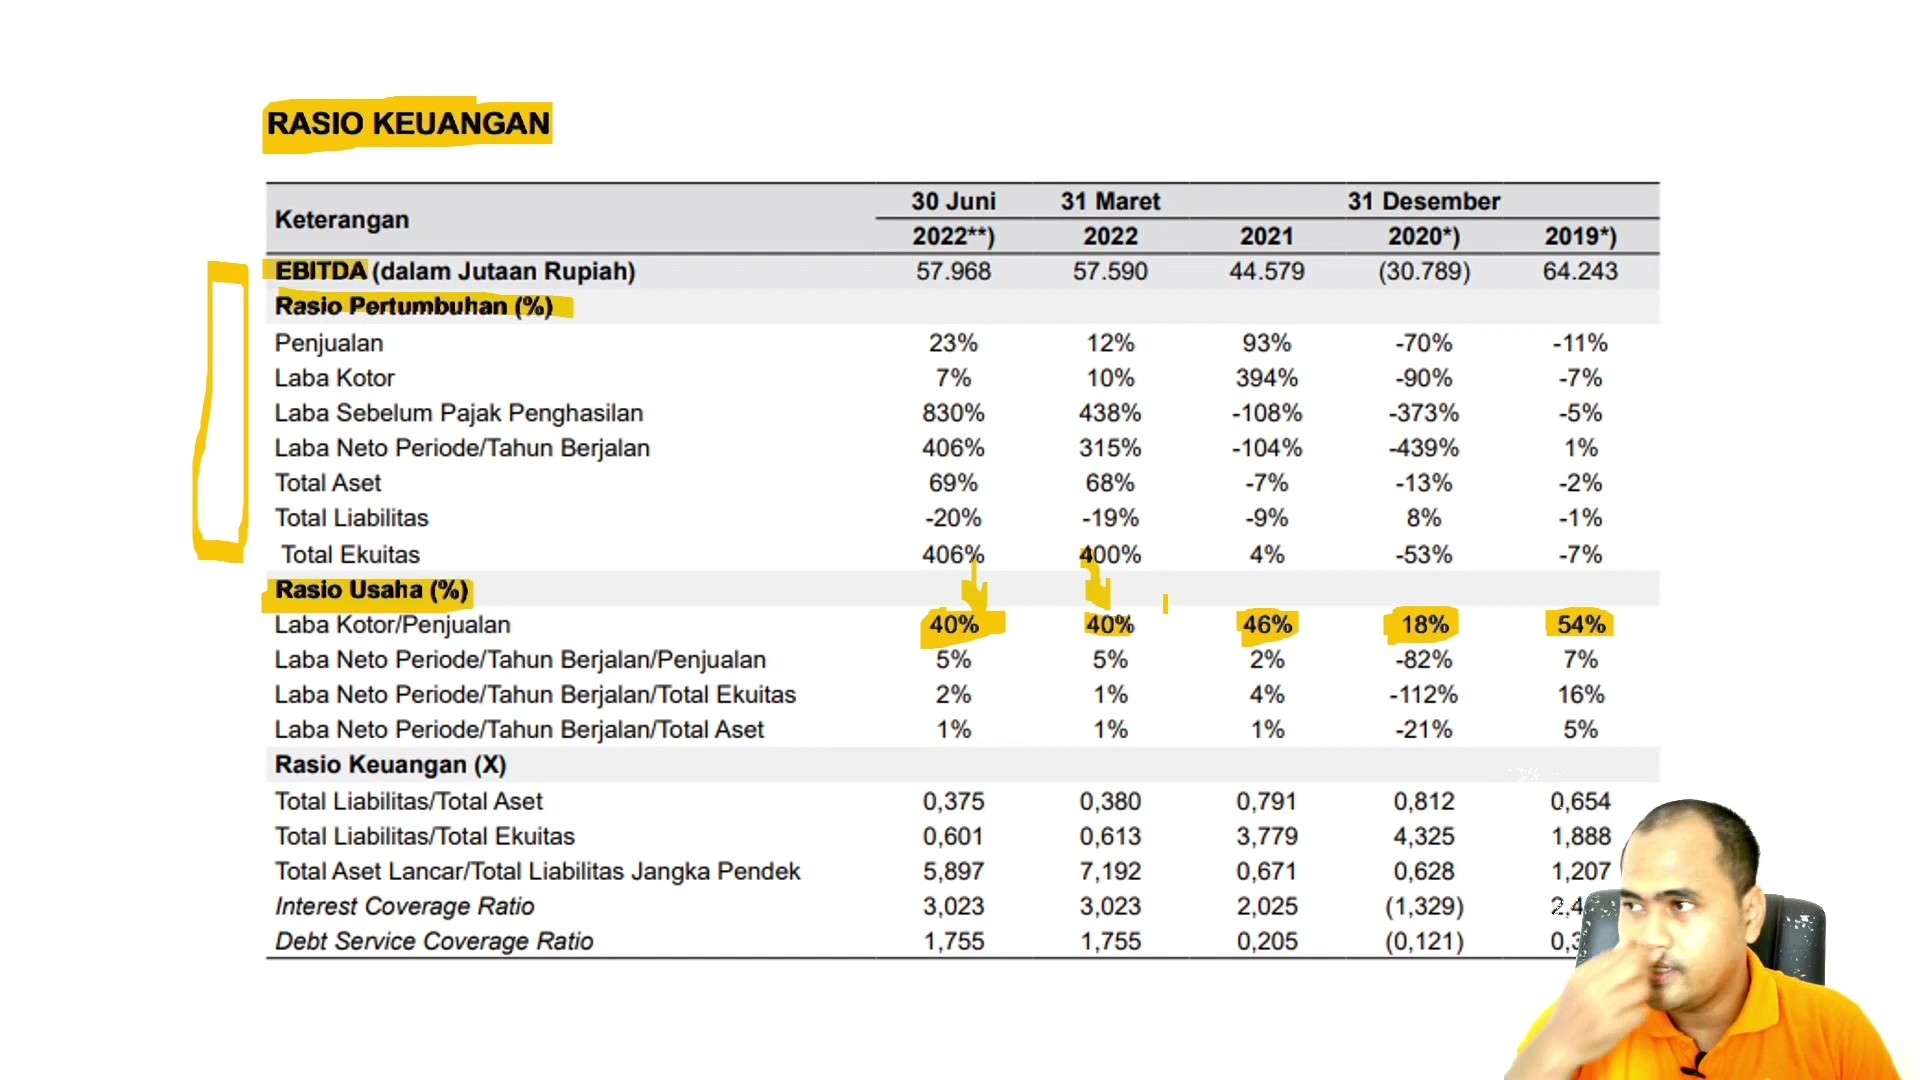 RASIO KEUANGAN
Keterangan 30 Juni 31 Maret 31 Desember
2022**) 2022 2021 2020*) 2019*)
EBITDA (dalam Jutaan Rupiah) 57.968 57.590 44.579 (30.789) 64.243
Rasio Pertumbuhan (%)
Penjualan 23% 12% 93% -70% -11%
Laba Kotor 7% 10% 394% -90% -7%
Laba Sebelum Pajak Penghasilan 830% 438% -108% -373% -5%
Laba Neto Periode/Tahun Berjalan 406% 315% -104% -439% 1%
Total Aset 69% 68% -7% -13% -2%
Total Liabilitas -20% -19% -9% 8% -1%
Total Ekuitas 406% 400% 4% -53% -7%
Rasio Usaha (%)
Laba Kotor/Penjualan 40% 40% 46% 18% 54%
Laba Neto Periode/Tahun Berjalan/Penjualan 5% 5% 2% -82% 7%
Laba Neto Periode/Tahun Berjalan/Total Ekuitas 2% 1% 4% -112% 16%
Laba Neto Periode/Tahun Berjalan/Total Aset 1% 1% 1% -21% 5%
Rasio Keuangan (X)
Total Liabilitas/Total Aset 0,375 0,380 0,791 0,812 0,654
Total Liabilitas/Total Ekuitas 0,601 0,613 3,779 4,325 1,888
Total Aset Lancar/Total Liabilitas Jangka Pendek 5,897 7,192 0,671 0,628 1,207
Interest Coverage Ratio 3,023 3,023 2,025 (1,329)
Debt Service Coverage Ratio 1,755 1,755 0,205 (0,121)